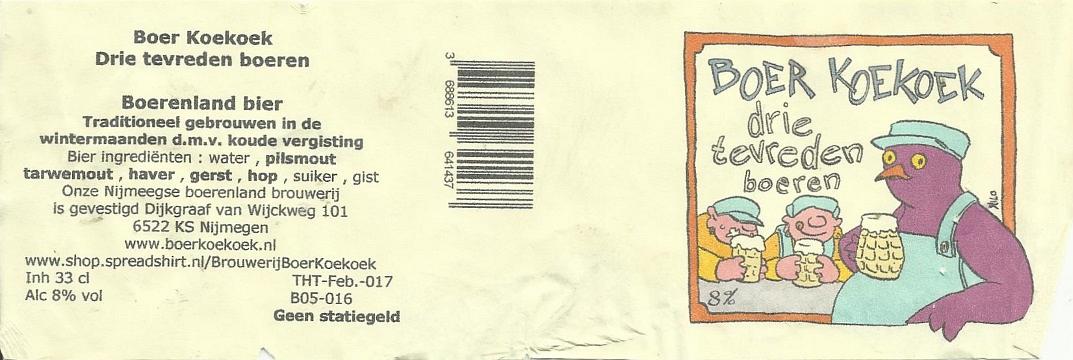 Boer Koekoek
Drie tevreden boeren
Boerenland bier
Traditioneel gebrouwen in de
wintermaanden d.m.v. koude vergisting
Bier ingrediënten : water , pilsmout
tarwemout , haver , gerst , hop , suiker , gist
Onze Nijmeegse boerenland brouwerij
is gevestigd Dijkgraaf van Wijckweg 101
6522 KS Nijmegen
www.boerkoekoek.nl
www.shop.spreadshirt.nl/BrouwerijBoerKoekoek
Inh 33 cl THT-Feb.-017
Alc 8% vol B05-016
Geen statiegeld
3 688613 641437
BOER KOEKOEK
drie
tevreden
boeren
NICO
8%